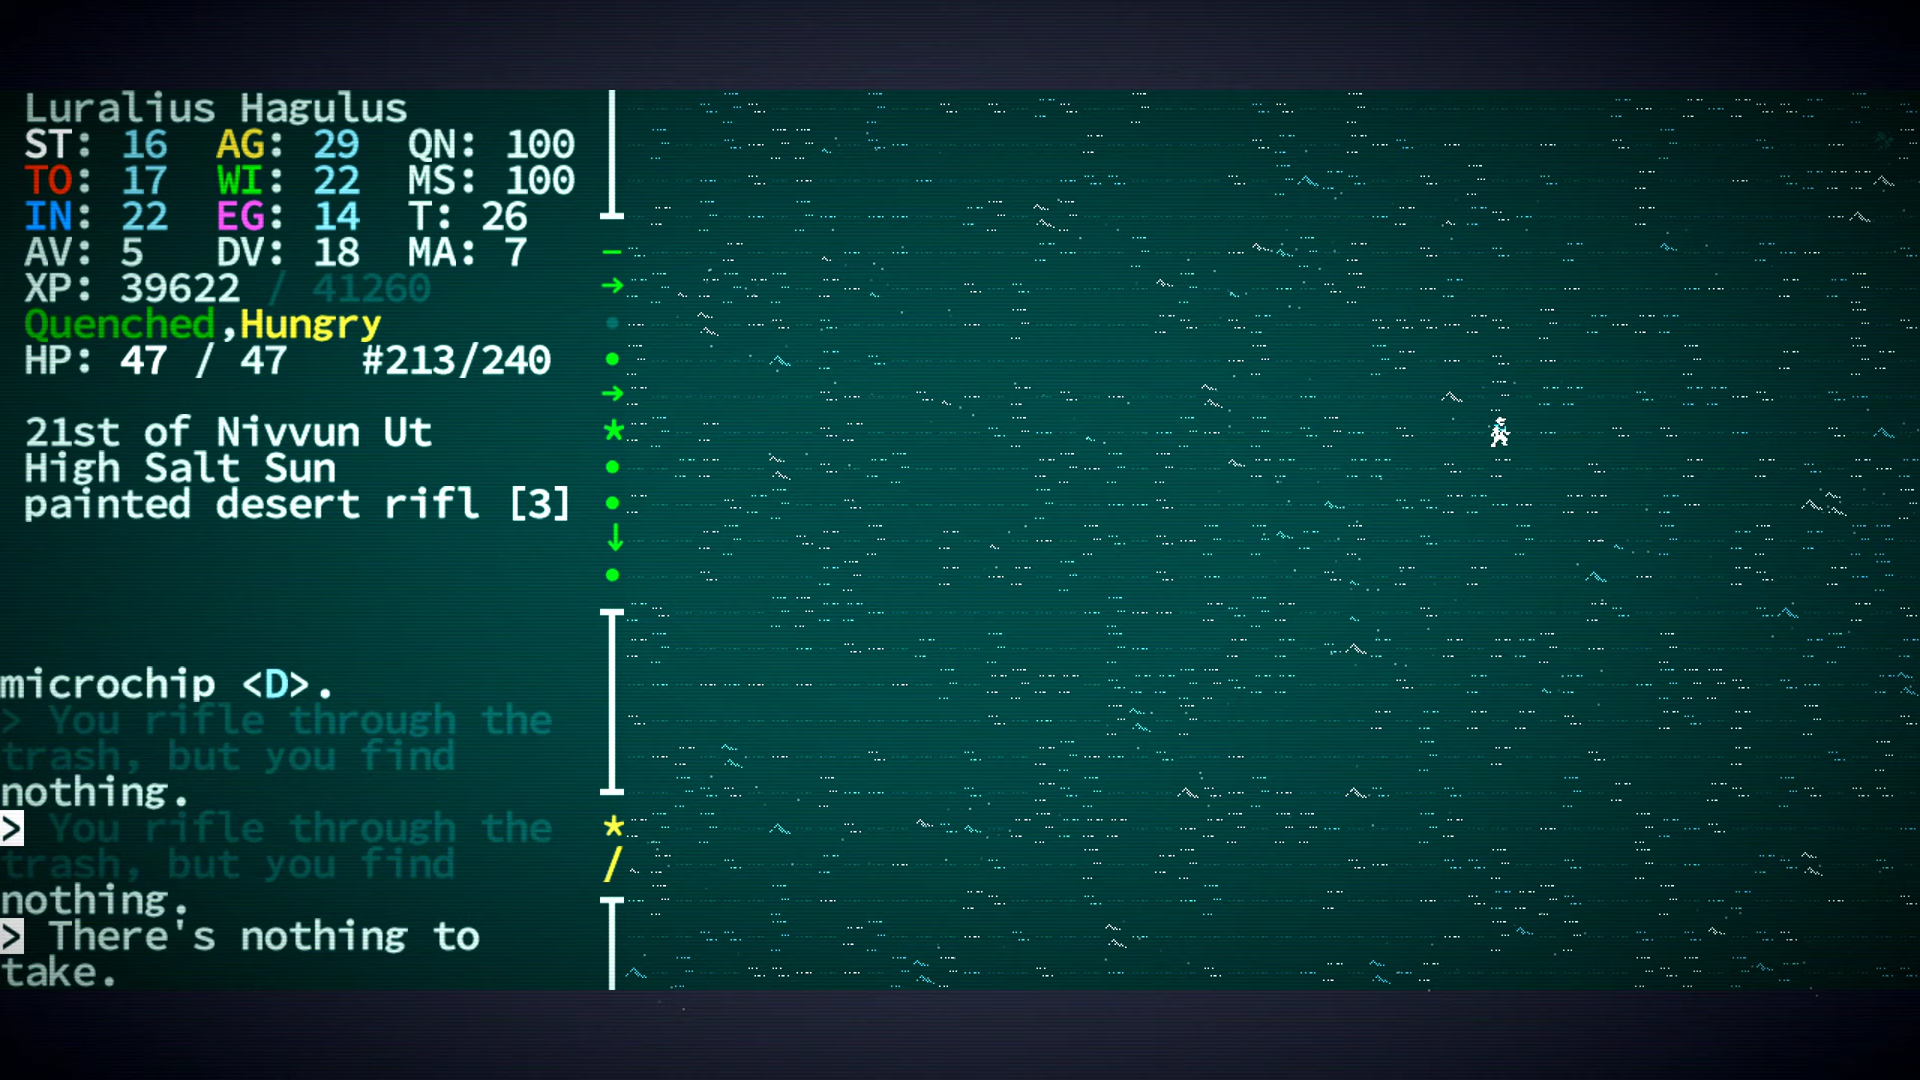 Luralius Hagulus
ST: 16 AG: 29 QN: 100
TO: 17 WI: 22 MS: 100
IN: 22 EG: 14 T: 26
AV: 5 DV: 18 MA: 7
XP: 39622 / 41260
Quenched,Hungry
HP: 47 / 47 #213/240
21st of Nivvun Ut
High Salt Sun
painted desert rifl [3]
microchip <D>.
> You rifle through the
trash, but you find
nothing.
> You rifle through the
trash, but you find
nothing.
> There's nothing to
take.